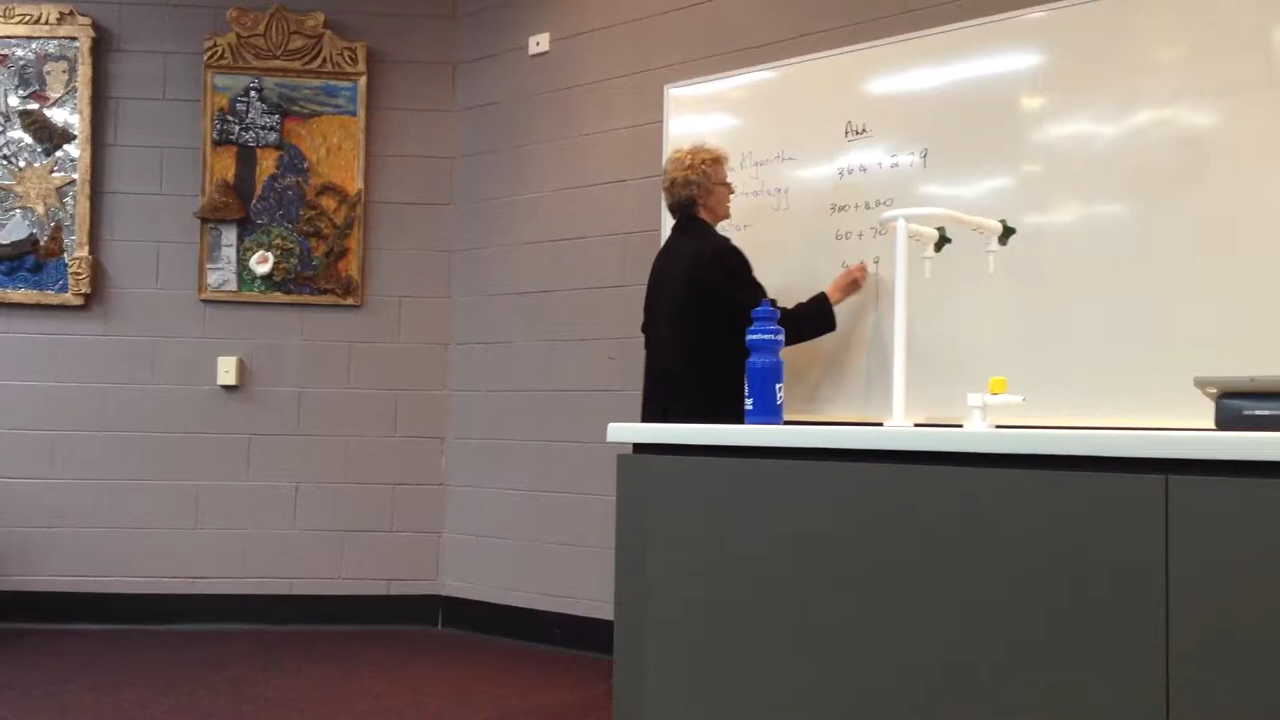 Add.
Algorithm
364 + 279
Strategy
300 + 200
60 + 70
4 + 9